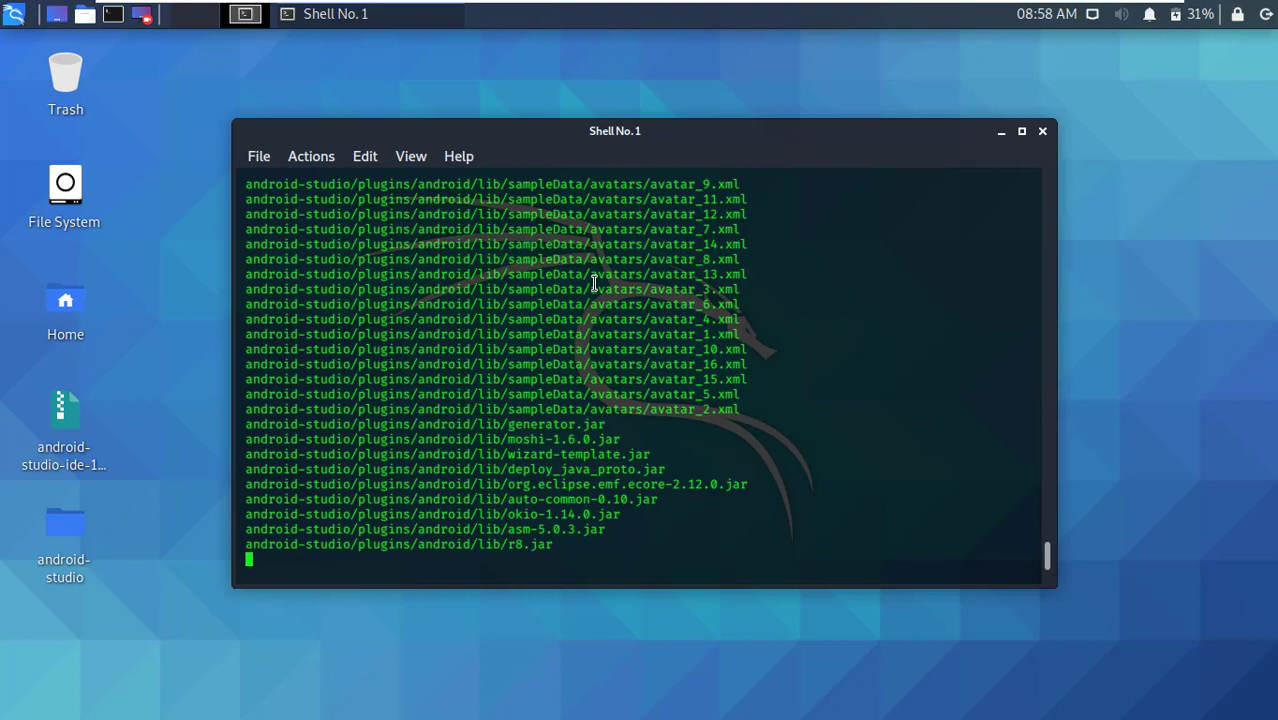 Shell No. 1
08:58 AM
31%
Trash
File System
Home
android-
studio-ide-1...
android-
studio
Shell No. 1
File Actions Edit View Help
android-studio/plugins/android/lib/sampleData/avatars/avatar_9.xml
android-studio/plugins/android/lib/sampleData/avatars/avatar_11.xml
android-studio/plugins/android/lib/sampleData/avatars/avatar_12.xml
android-studio/plugins/android/lib/sampleData/avatars/avatar_7.xml
android-studio/plugins/android/lib/sampleData/avatars/avatar_14.xml
android-studio/plugins/android/lib/sampleData/avatars/avatar_8.xml
android-studio/plugins/android/lib/sampleData/avatars/avatar_13.xml
android-studio/plugins/android/lib/sampleData/avatars/avatar_3.xml
android-studio/plugins/android/lib/sampleData/avatars/avatar_6.xml
android-studio/plugins/android/lib/sampleData/avatars/avatar_4.xml
android-studio/plugins/android/lib/sampleData/avatars/avatar_1.xml
android-studio/plugins/android/lib/sampleData/avatars/avatar_10.xml
android-studio/plugins/android/lib/sampleData/avatars/avatar_16.xml
android-studio/plugins/android/lib/sampleData/avatars/avatar_15.xml
android-studio/plugins/android/lib/sampleData/avatars/avatar_5.xml
android-studio/plugins/android/lib/sampleData/avatars/avatar_2.xml
android-studio/plugins/android/lib/generator.jar
android-studio/plugins/android/lib/moshi-1.6.0.jar
android-studio/plugins/android/lib/wizard-template.jar
android-studio/plugins/android/lib/deploy_java_proto.jar
android-studio/plugins/android/lib/org.eclipse.emf.ecore-2.12.0.jar
android-studio/plugins/android/lib/auto-common-0.10.jar
android-studio/plugins/android/lib/okio-1.14.0.jar
android-studio/plugins/android/lib/asm-5.0.3.jar
android-studio/plugins/android/lib/r8.jar